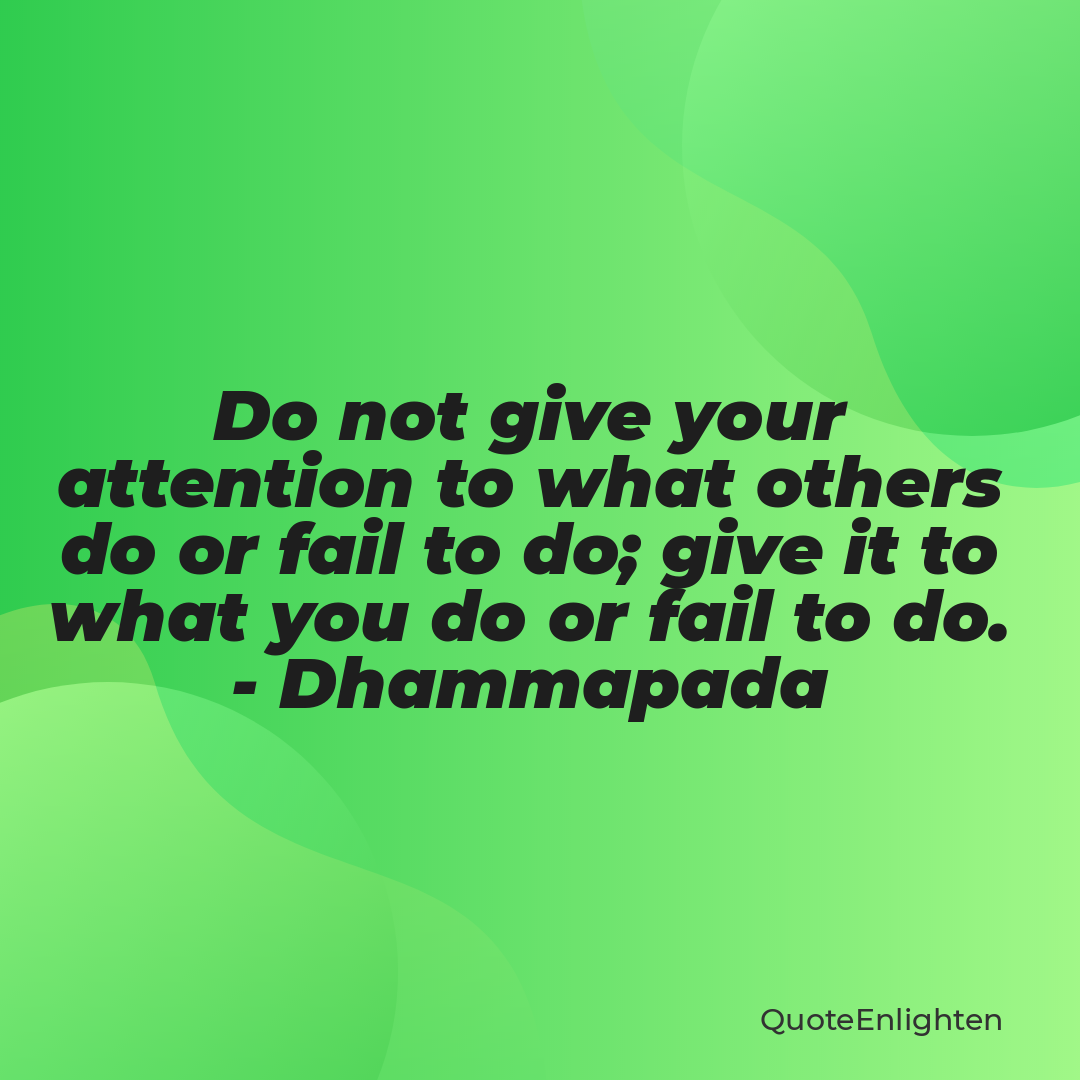 Do not give your
attention to what others
do or fail to do; give it to
what you do or fail to do.
- Dhammapada
QuoteEnlighten